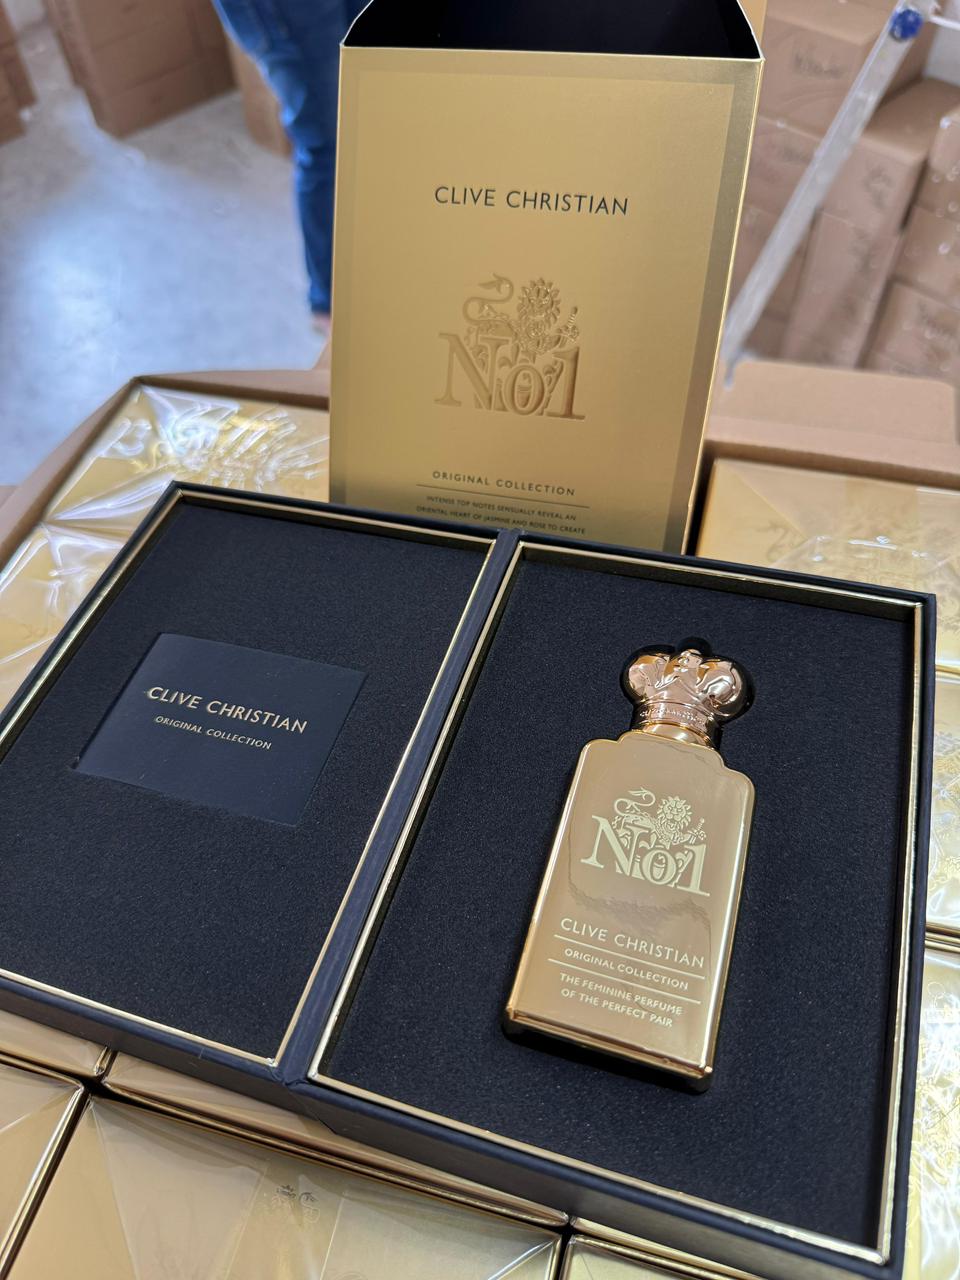 CLIVE CHRISTIAN
No1
ORIGINAL COLLECTION
INTENSE TOP NOTES SENSUALLY REVEAL AN
ORIENTAL HEART OF JASMINE AND ROSE TO CREATE
CLIVE CHRISTIAN
ORIGINAL COLLECTION
No1
CLIVE CHRISTIAN
ORIGINAL COLLECTION
THE FEMININE PERFUME
OF THE PERFECT PAIR